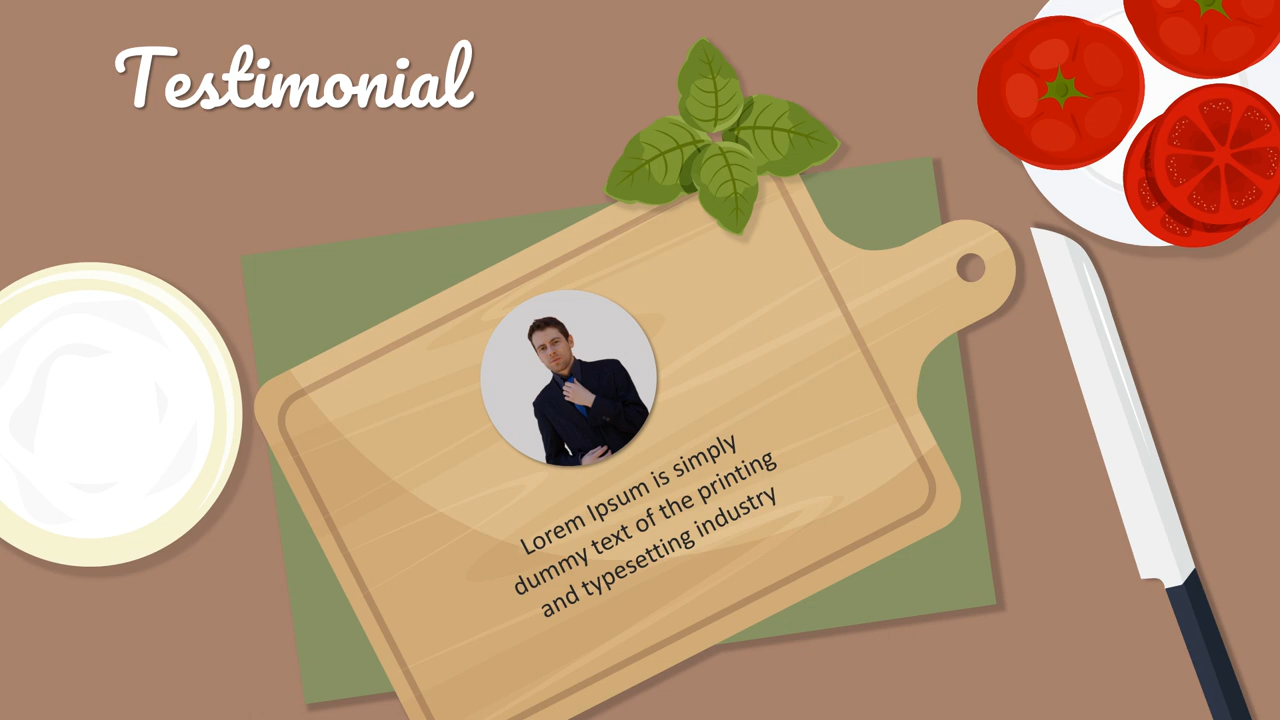 Testimonial
Lorem Ipsum is simply
dummy text of the printing
and typesetting industry